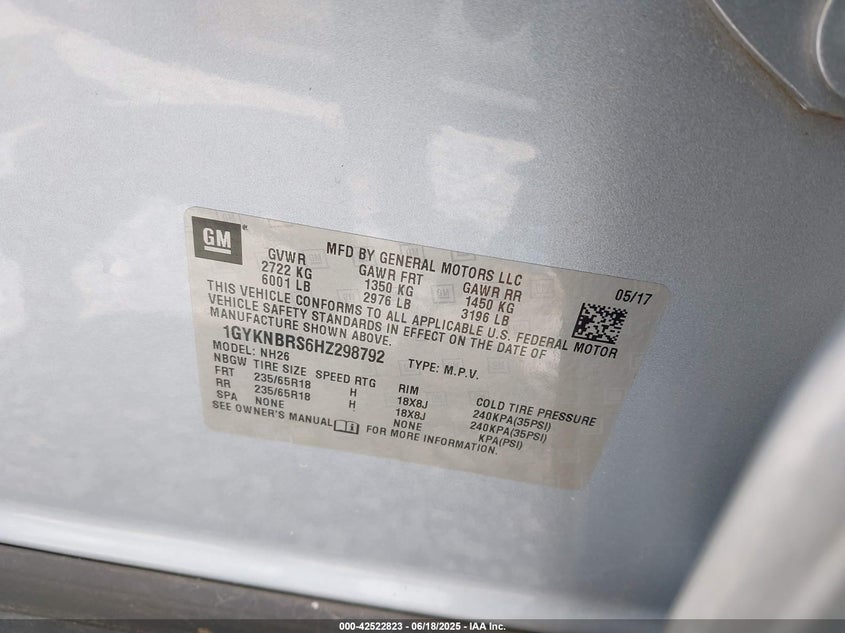 GM
MFD BY GENERAL MOTORS LLC
05/17
GVWR GAWR FRT GAWR RR
2722 KG 1350 KG 1450 KG
6001 LB 2976 LB 3196 LB
THIS VEHICLE CONFORMS TO ALL APPLICABLE U.S. FEDERAL MOTOR
VEHICLE SAFETY STANDARDS IN EFFECT ON THE DATE OF
MANUFACTURE SHOWN ABOVE.
1GYKNBRS6HZ298792 TYPE: M.P.V.
MODEL: NH26
NBGW TIRE SIZE SPEED RTG RIM COLD TIRE PRESSURE
FRT 235/65R18 H 18X8J 240KPA(35PSI)
RR 235/65R18 H 18X8J 240KPA(35PSI)
SPA NONE NONE KPA(PSI)
SEE OWNER'S MANUAL FOR MORE INFORMATION.
000-42522823 - 06/18/2025 - IAA Inc.